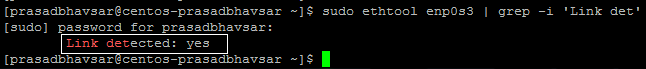 [prasadbhavsar@centos-prasadbhavsar ~]$ sudo ethtool enp0s3 | grep -i 'Link det'
[sudo] password for prasadbhavsar:
Link detected: yes
[prasadbhavsar@centos-prasadbhavsar ~]$